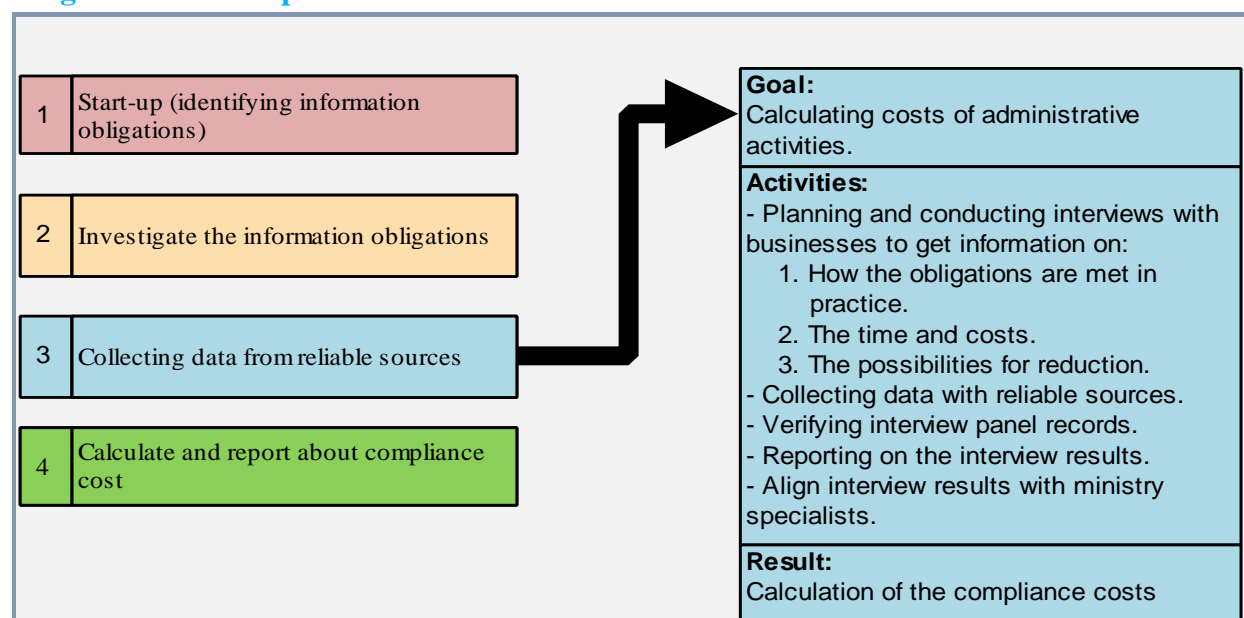 1
Start-up (identifying information
obligations)
2
Investigate the information obligations
3
Collecting data from reliable sources
4
Calculate and report about compliance
cost
Goal:
Calculating costs of administrative
activities.
Activities:
- Planning and conducting interviews with
businesses to get information on:
1. How the obligations are met in
practice.
2. The time and costs.
3. The possibilities for reduction.
- Collecting data with reliable sources.
- Verifying interview panel records.
- Reporting on the interview results.
- Align interview results with ministry
specialists.
Result:
Calculation of the compliance costs